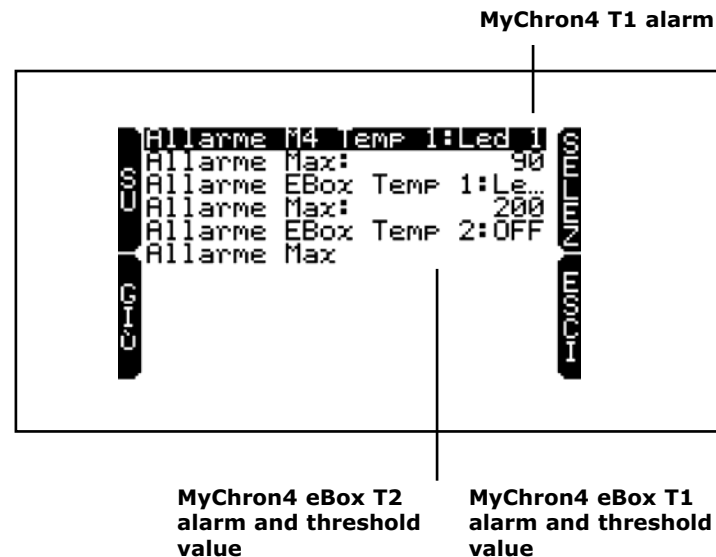 MyChron4 T1 alarm
Allarme M4 Temp 1:Led 1
Allarme Max: 90
Allarme EBox Temp 1:Le...
Allarme Max: 200
Allarme EBox Temp 2:OFF
Allarme Max
SU
GIÙ
SELEZ
ESCI
MyChron4 eBox T2
alarm and threshold
value
MyChron4 eBox T1
alarm and threshold
value